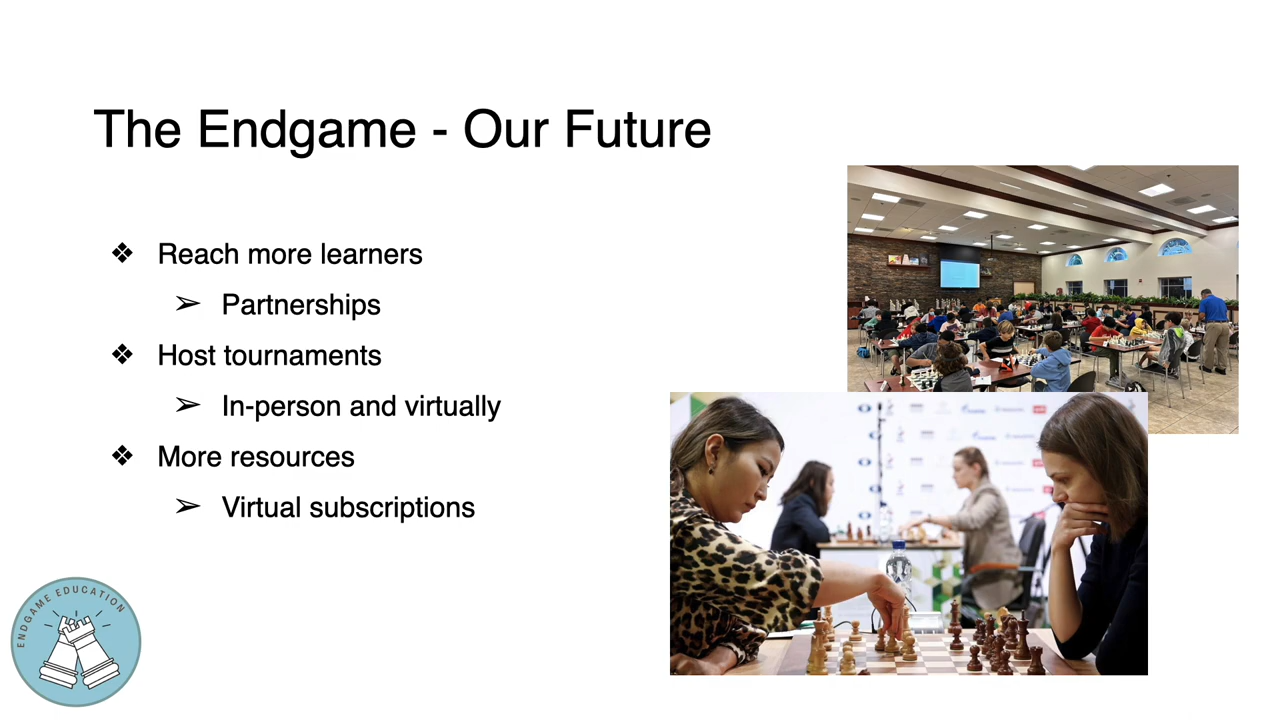 The Endgame - Our Future
❖ Reach more learners
➢ Partnerships
❖ Host tournaments
➢ In-person and virtually
❖ More resources
➢ Virtual subscriptions
ENDGAME EDUCATION